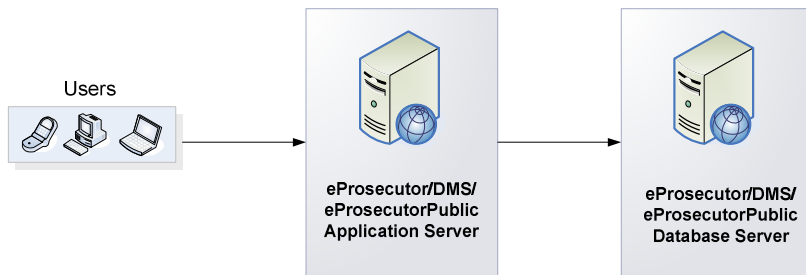 Users
eProsecutor/DMS/
eProsecutorPublic
Application Server
eProsecutor/DMS/
eProsecutorPublic
Database Server